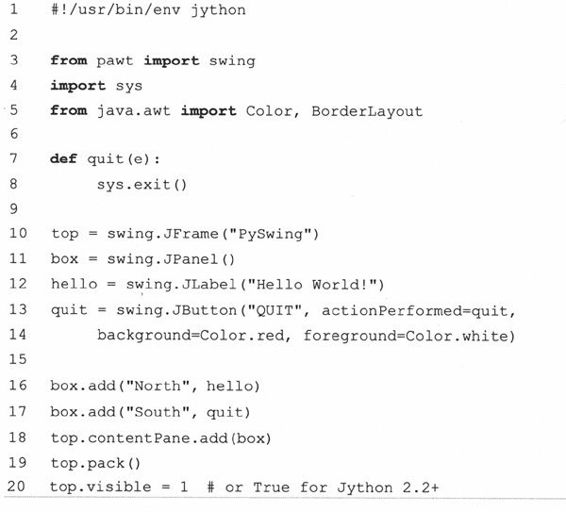 1 #!/usr/bin/env jython
2
3 from pawt import swing
4 import sys
5 from java.awt import Color, BorderLayout
6
7 def quit(e):
8 sys.exit()
9
10 top = swing.JFrame("PySwing")
11 box = swing.JPanel()
12 hello = swing.JLabel("Hello World!")
13 quit = swing.JButton("QUIT", actionPerformed=quit,
14 background=Color.red, foreground=Color.white)
15
16 box.add("North", hello)
17 box.add("South", quit)
18 top.contentPane.add(box)
19 top.pack()
20 top.visible = 1 # or True for Jython 2.2+